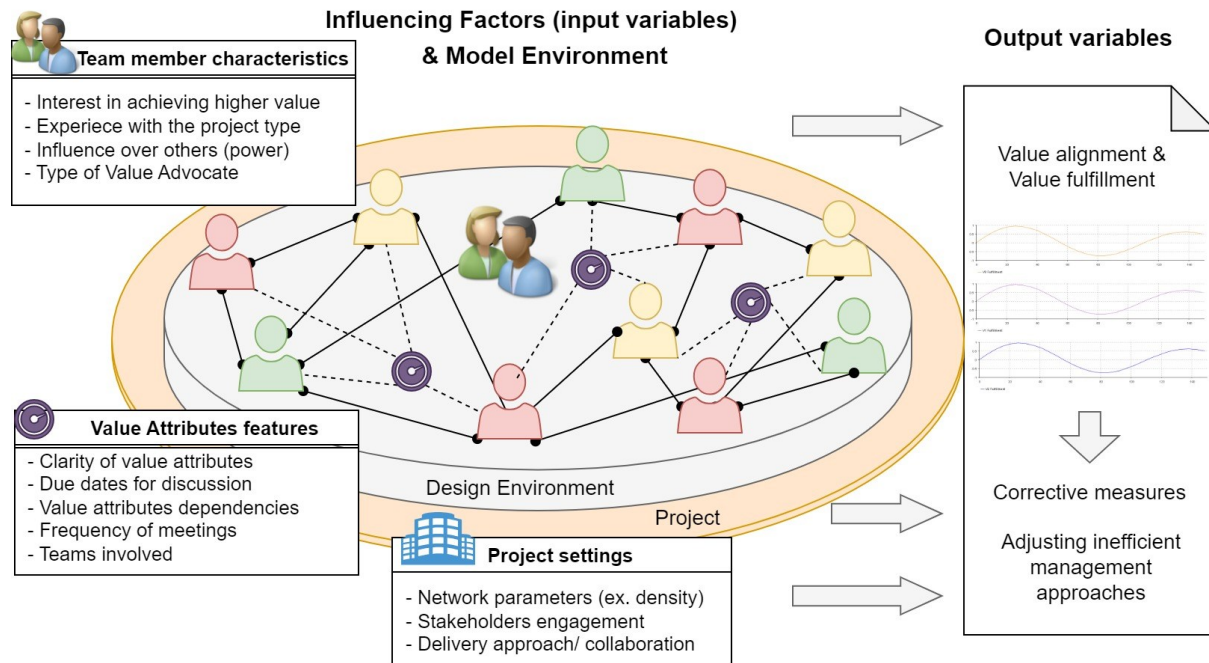 Influencing Factors (input variables)
& Model Environment
Output variables
Team member characteristics
- Interest in achieving higher value
- Experiece with the project type
- Influence over others (power)
- Type of Value Advocate
Value Attributes features
- Clarity of value attributes
- Due dates for discussion
- Value attributes dependencies
- Frequency of meetings
- Teams involved
Design Environment
Project
Project settings
- Network parameters (ex. density)
- Stakeholders engagement
- Delivery approach/ collaboration
Value alignment &
Value fulfillment
Corrective measures
Adjusting inefficient
management
approaches